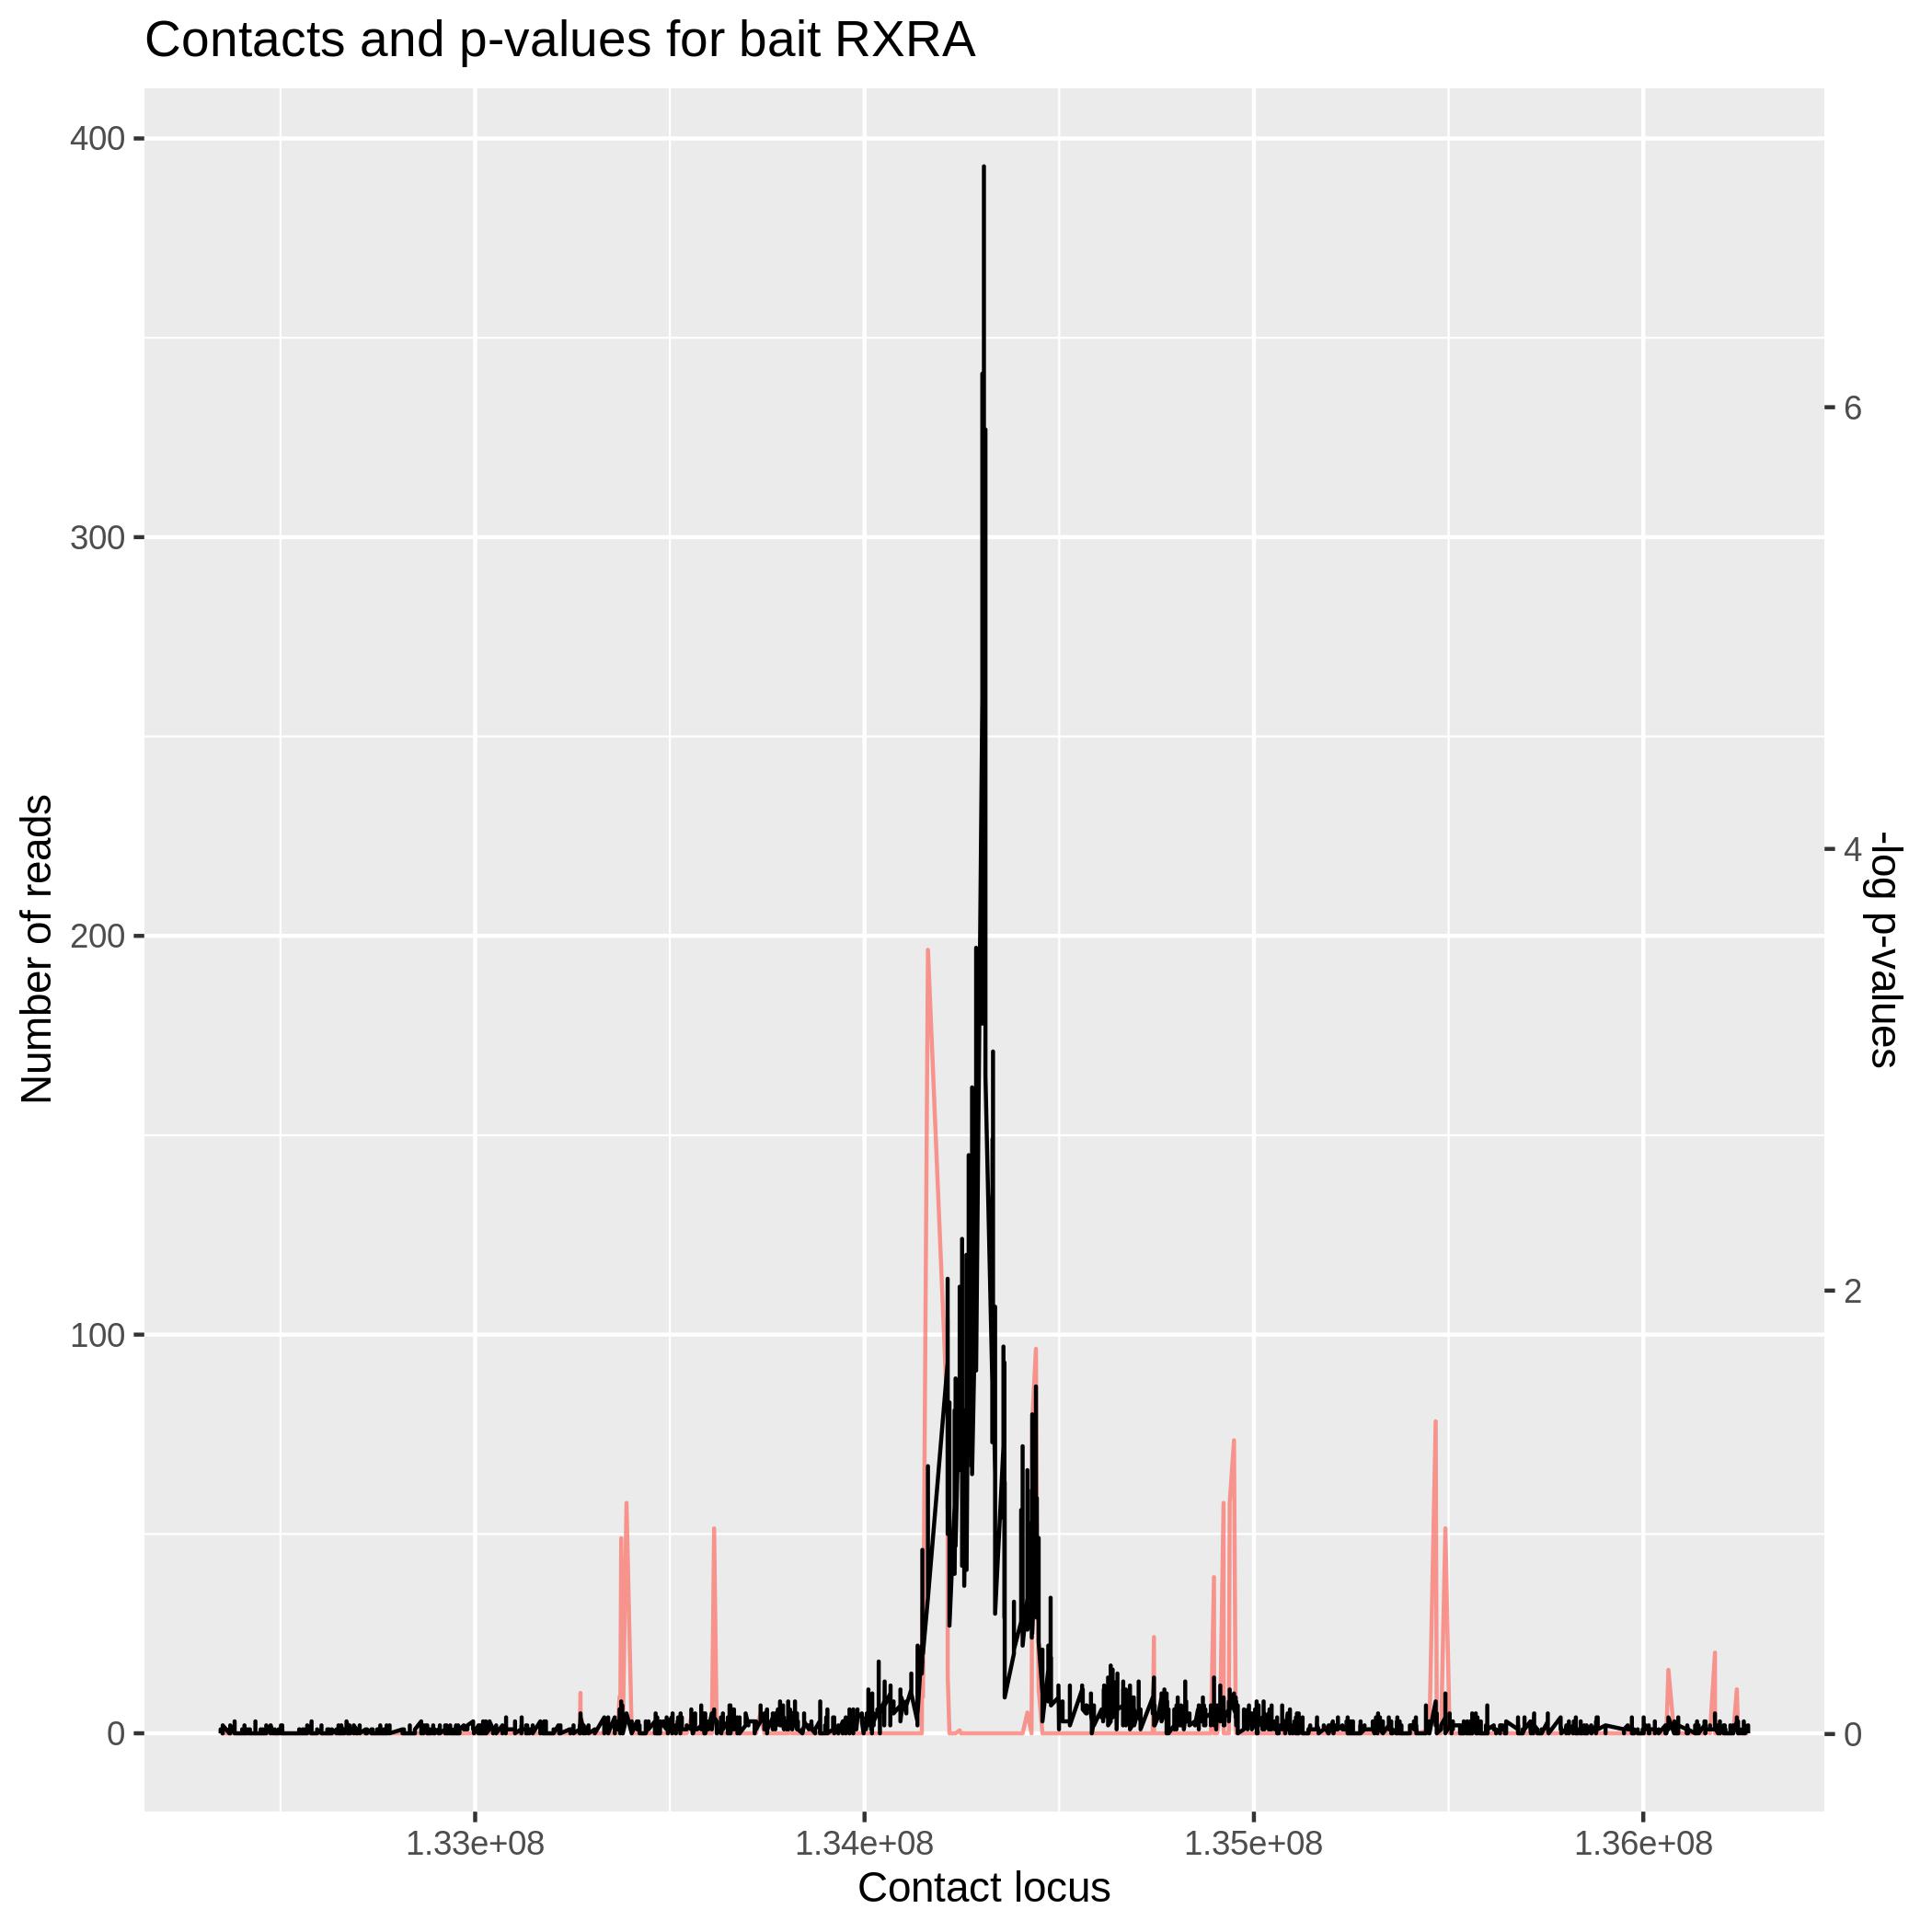 Contacts and p-values for bait RXRA
400
300
200
100
0
Number of reads
6
4
2
0
-log p-values
1.33e+08
1.34e+08
1.35e+08
1.36e+08
Contact locus